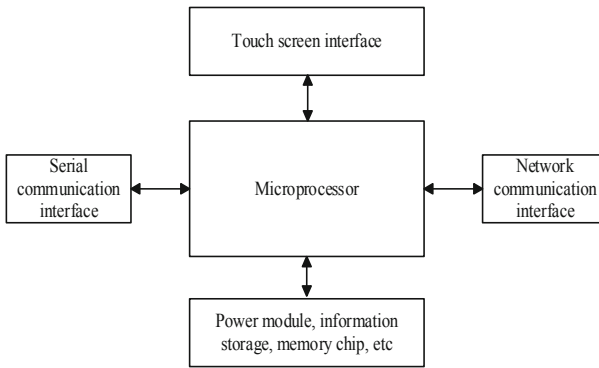 Touch screen interface
Serial
communication
interface
Microprocessor
Network
communication
interface
Power module, information
storage, memory chip, etc